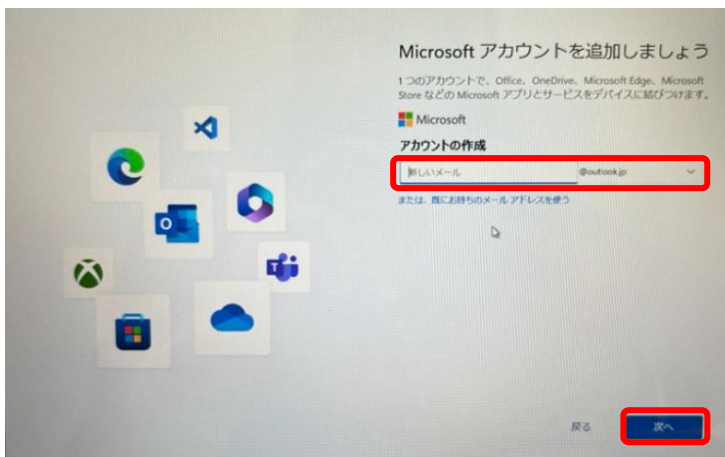 Microsoft アカウントを追加しましょう
1 つのアカウントで、Office、OneDrive、Microsoft Edge、Microsoft
Store などの Microsoft アプリとサービスをデバイスに結びつけます。
Microsoft
アカウントの作成
新しいメール @outlook.jp
または、既にお持ちのメール アドレスを使う
戻る 次へ